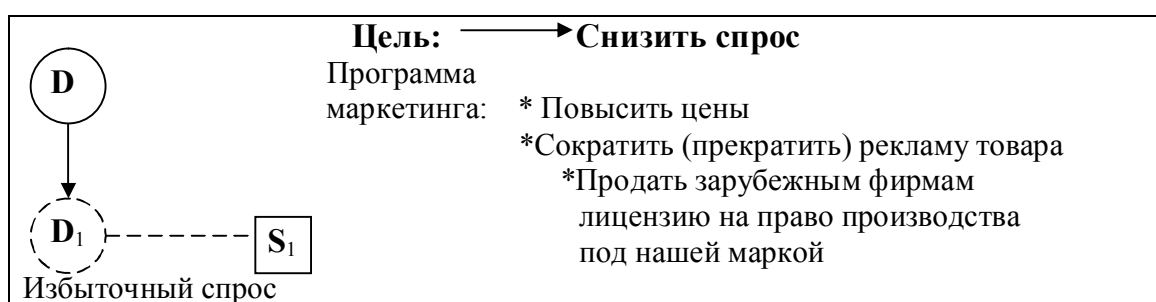 Цель: Снизить спрос
D
Программа
маркетинга: * Повысить цены
*Сократить (прекратить) рекламу товара
*Продать зарубежным фирмам
лицензию на право производства
под нашей маркой
D1
S1
Избыточный спрос